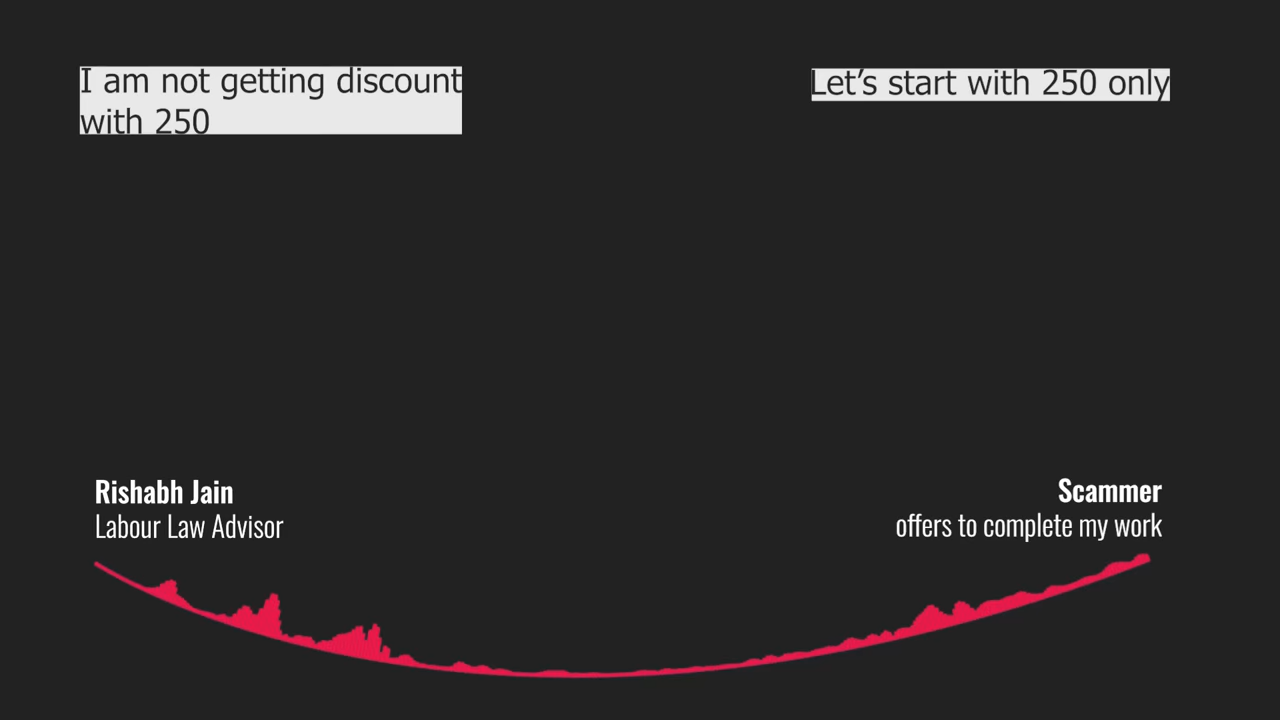 I am not getting discount
with 250
Let's start with 250 only
Rishabh Jain
Labour Law Advisor
Scammer
offers to complete my work